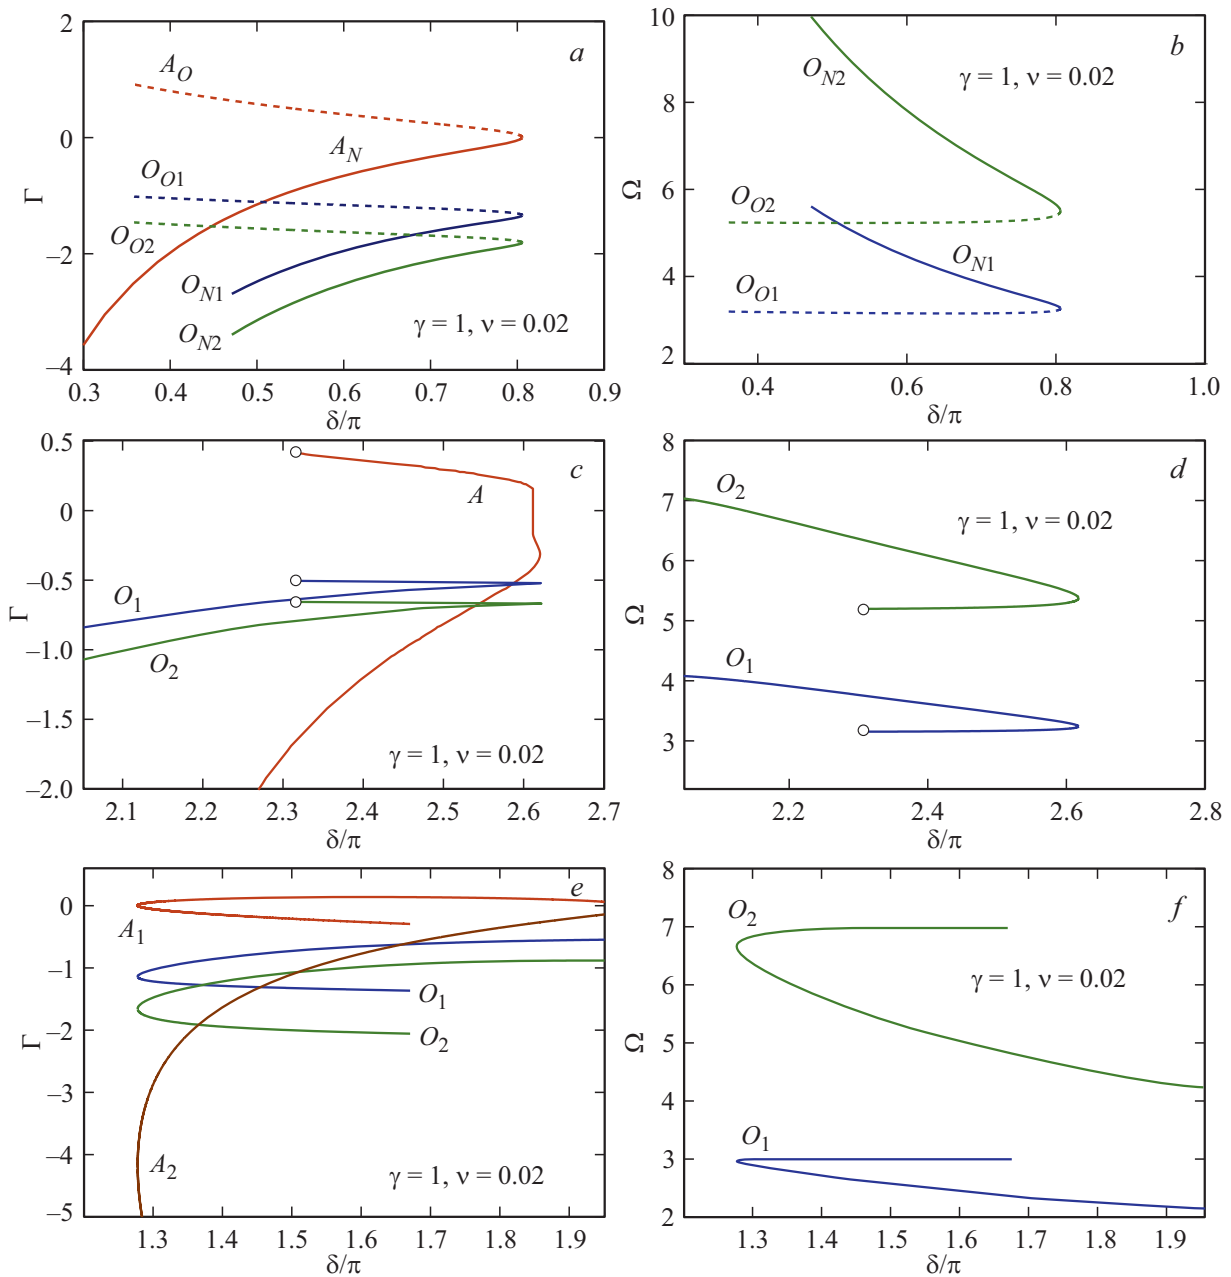 2
0
−2
−4
Γ
a
A_O
A_N
O_O1
O_O2
O_N1
O_N2
γ = 1, ν = 0.02
0.3 0.4 0.5 0.6 0.7 0.8 0.9
δ/π
10
8
6
4
2
Ω
b
O_N2
γ = 1, ν = 0.02
O_O2
O_N1
O_O1
0.4 0.6 0.8 1.0
δ/π
0.5
0
−0.5
−1.0
−1.5
−2.0
Γ
c
A
O_1
O_2
γ = 1, ν = 0.02
2.1 2.2 2.3 2.4 2.5 2.6 2.7
δ/π
8
7
6
5
4
3
Ω
d
O_2
γ = 1, ν = 0.02
O_1
2.2 2.4 2.6 2.8
δ/π
0
−1
−2
−3
−4
−5
Γ
e
A_1
O_1
O_2
A_2
γ = 1, ν = 0.02
1.3 1.4 1.5 1.6 1.7 1.8 1.9
δ/π
8
7
6
5
4
3
2
Ω
f
O_2
γ = 1, ν = 0.02
O_1
1.3 1.4 1.5 1.6 1.7 1.8 1.9
δ/π